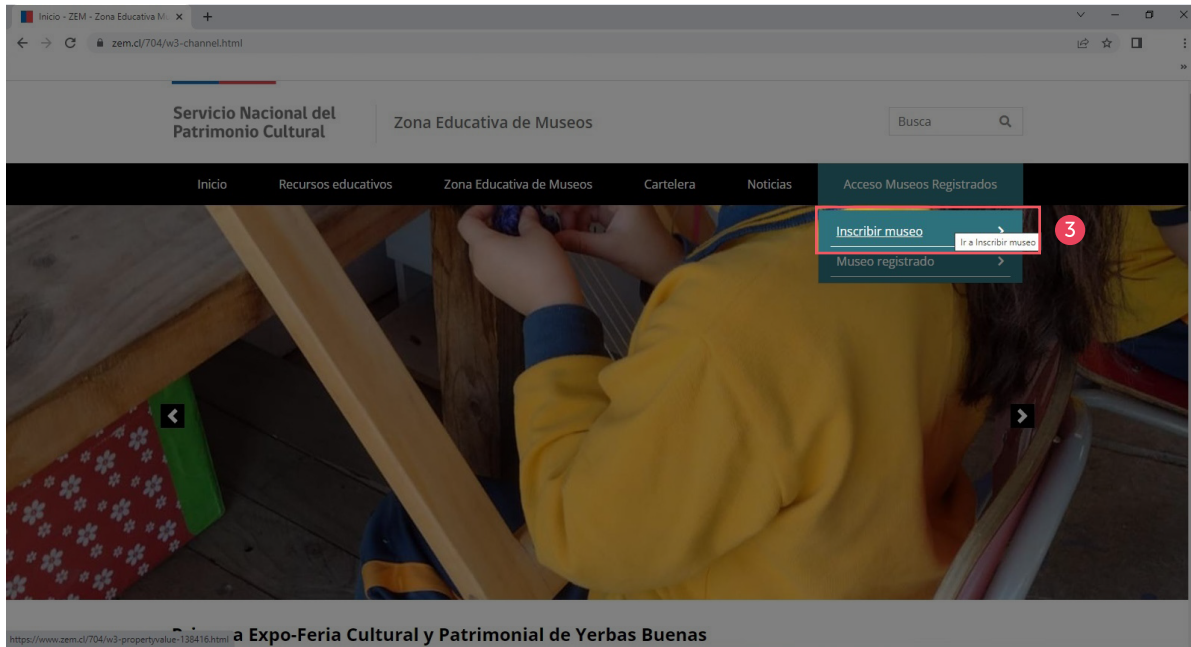 Inicio - ZEM - Zona Educativa M
zem.cl/704/w3-channel.html
Servicio Nacional del
Patrimonio Cultural
Zona Educativa de Museos
Busca
Inicio Recursos educativos Zona Educativa de Museos Cartelera Noticias Acceso Museos Registrados
Inscribir museo
3
Ir a Inscribir museo
Museo registrado
a Expo-Feria Cultural y Patrimonial de Yerbas Buenas
https://www.zem.cl/704/w3-propertyvalue-138416.html